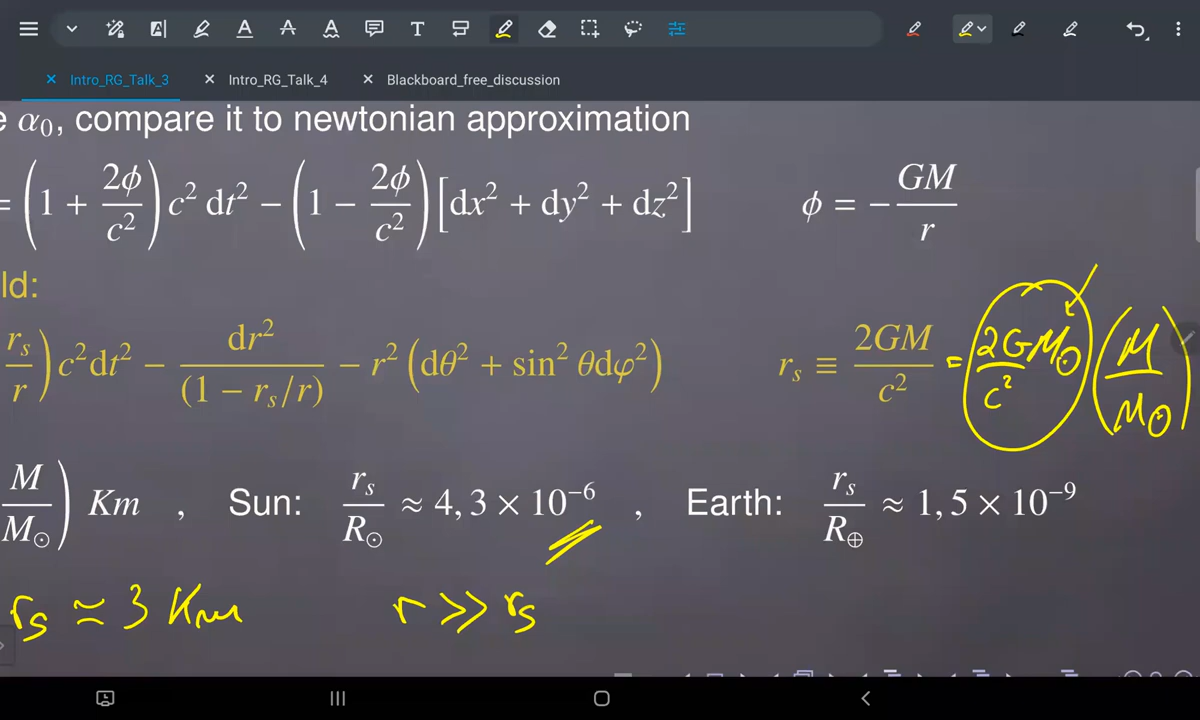 Intro_RG_Talk_3 Intro_RG_Talk_4 Blackboard_free_discussion
e α₀, compare it to newtonian approximation
= (1 + 2ϕ/c²) c² dt² − (1 − 2ϕ/c²) [dx² + dy² + dz²] ϕ = − GM/r
ld:
r_s/r) c²dt² − dr²/(1 − r_s/r) − r² (dθ² + sin² θdφ²) r_s ≡ 2GM/c² = 2GM⊙/c² (M/M⊙)
M/M⊙) Km , Sun: r_s/R⊙ ≈ 4,3 × 10⁻⁶ , Earth: r_s/R⊕ ≈ 1,5 × 10⁻⁹
r_s ≃ 3 Km r >> r_s